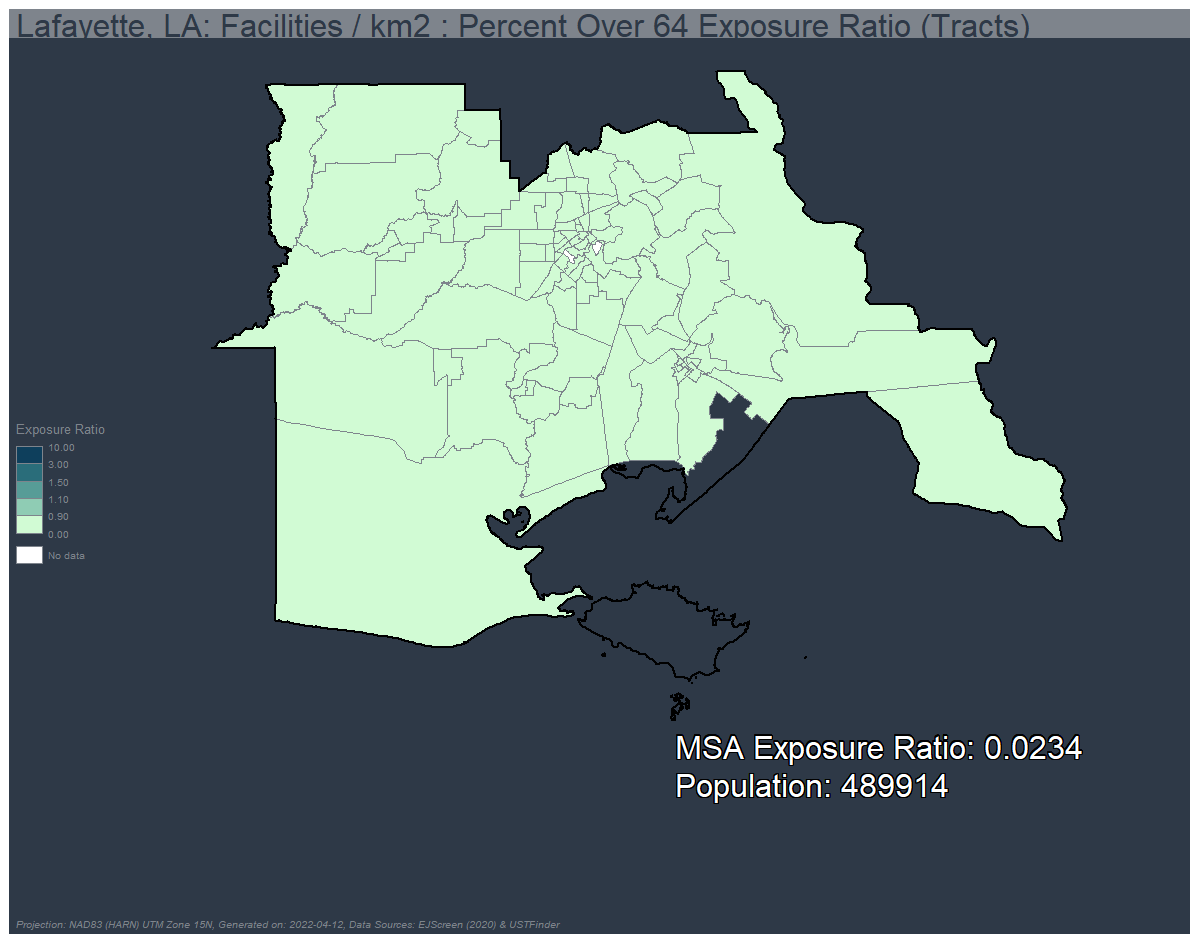 Lafayette, LA: Facilities / km2 : Percent Over 64 Exposure Ratio (Tracts)
Exposure Ratio
10.00
3.00
1.50
1.10
0.90
0.00
No data
MSA Exposure Ratio: 0.0234
Population: 489914
Projection: NAD83 (HARN) UTM Zone 15N, Generated on: 2022-04-12, Data Sources: EJScreen (2020) & USTFinder